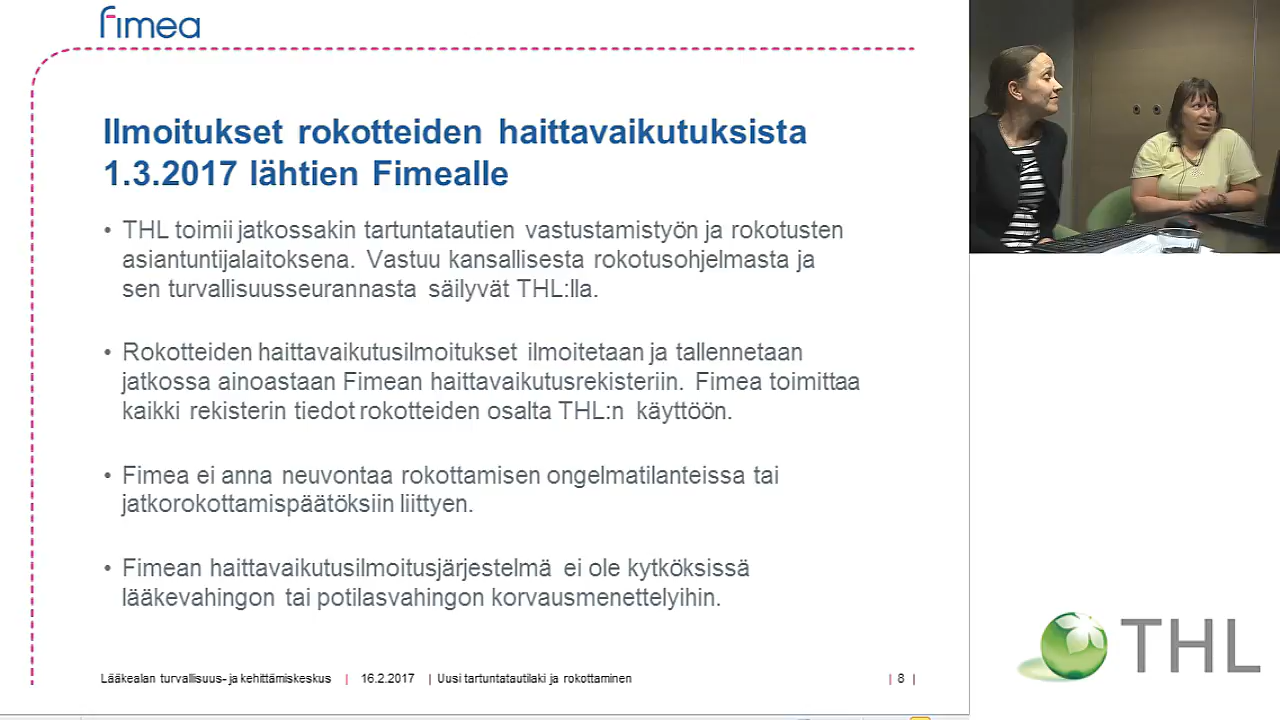 fimea
Ilmoitukset rokotteiden haittavaikutuksista
1.3.2017 lähtien Fimealle
• THL toimii jatkossakin tartuntatautien vastustamistyön ja rokotusten
asiantuntijalaitoksena. Vastuu kansallisesta rokotusohjelmasta ja
sen turvallisuusseurannasta säilyvät THL:lla.
• Rokotteiden haittavaikutusilmoitukset ilmoitetaan ja tallennetaan
jatkossa ainoastaan Fimean haittavaikutusrekisteriin. Fimea toimittaa
kaikki rekisterin tiedot rokotteiden osalta THL:n käyttöön.
• Fimea ei anna neuvontaa rokottamisen ongelmatilanteissa tai
jatkorokottamispäätöksiin liittyen.
• Fimean haittavaikutusilmoitusjärjestelmä ei ole kytköksissä
lääkevahingon tai potilasvahingon korvausmenettelyihin.
THL
Lääkealan turvallisuus- ja kehittämiskeskus | 16.2.2017 | Uusi tartuntatautilaki ja rokottaminen | 8 |